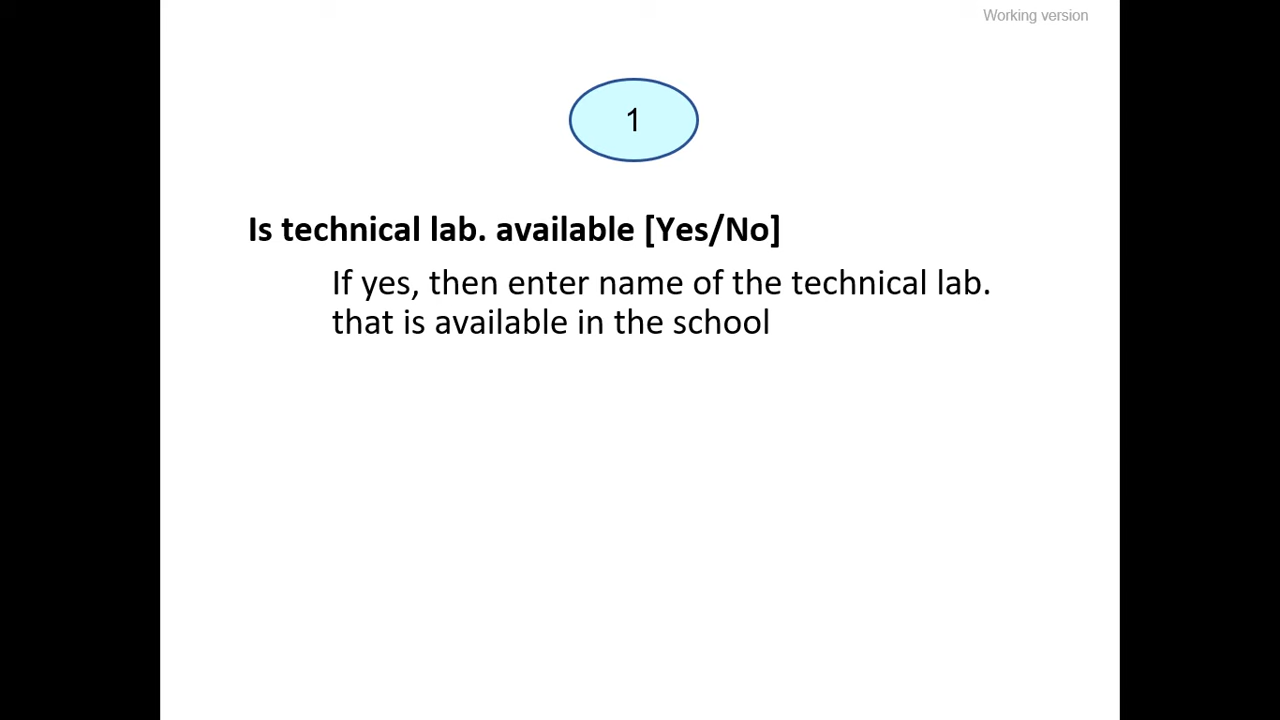 Working version
1
Is technical lab. available [Yes/No]
If yes, then enter name of the technical lab.
that is available in the school